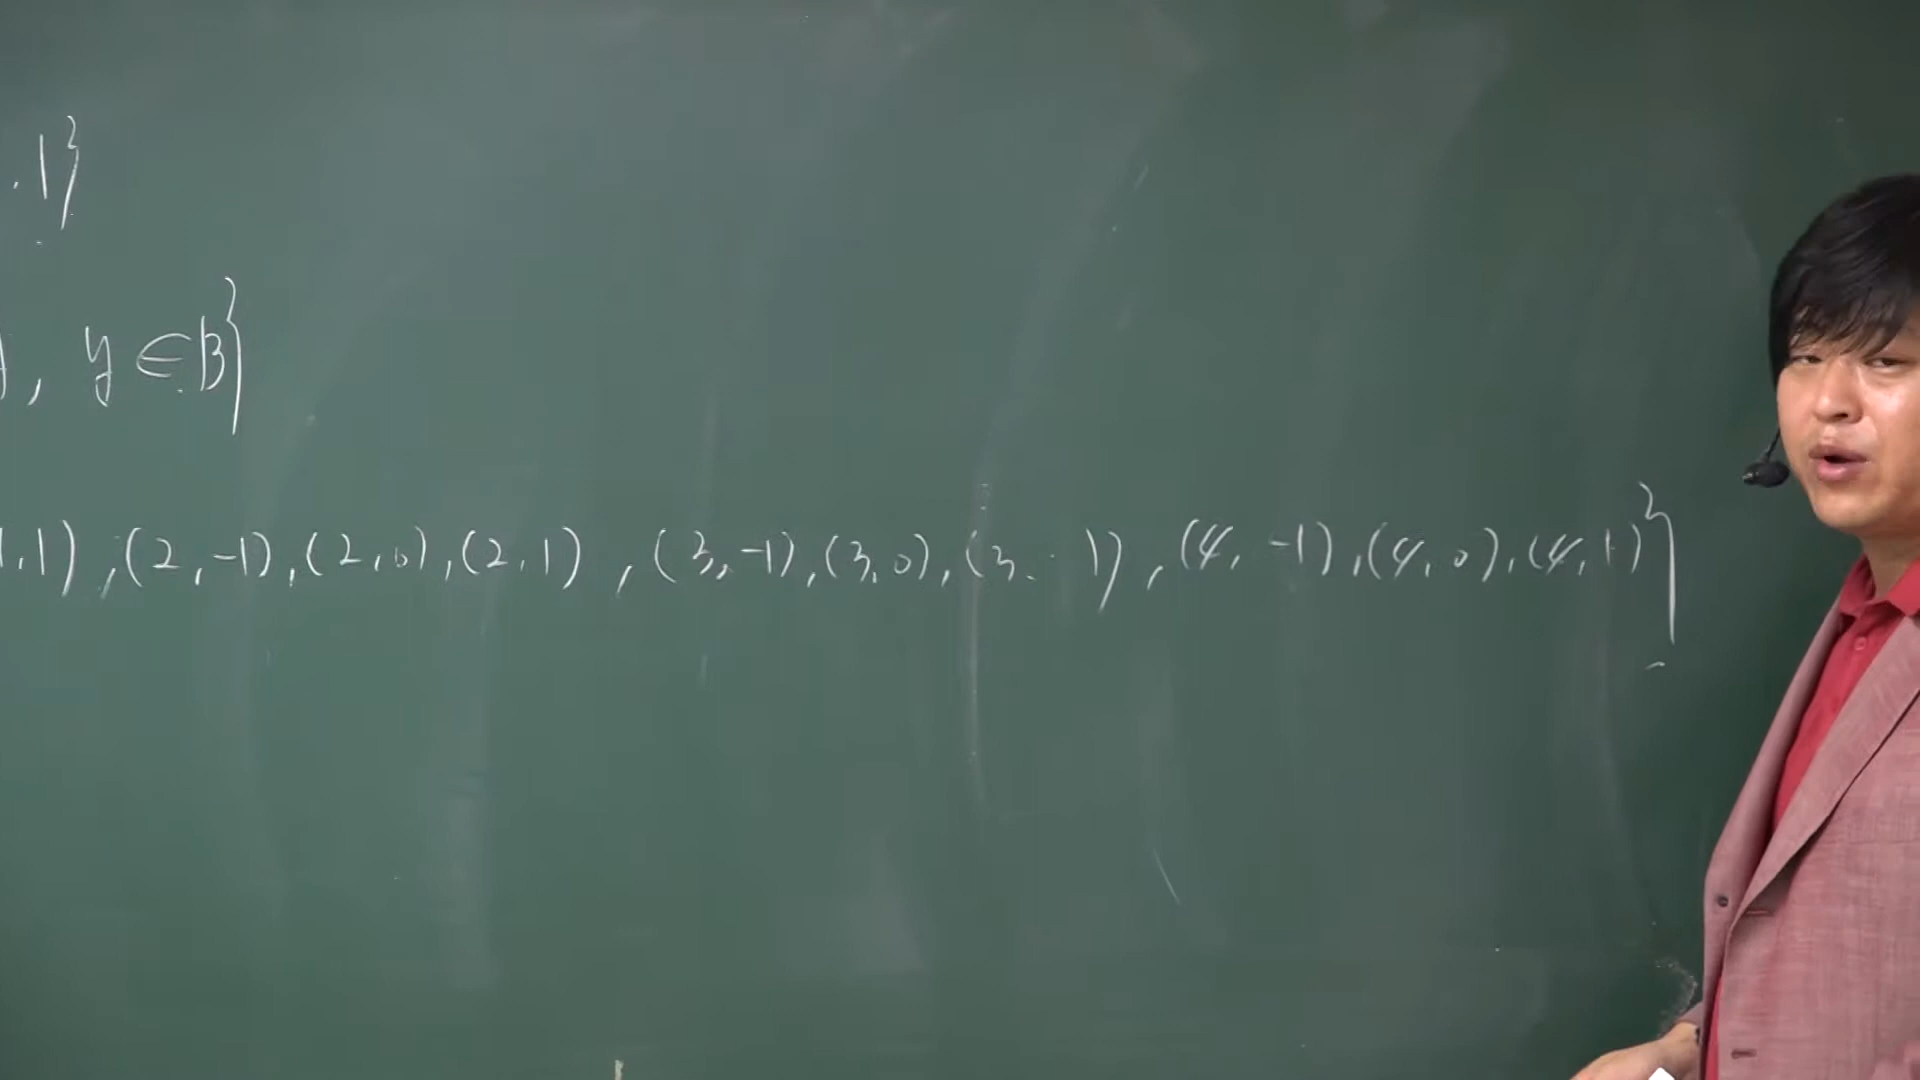 , 1}
, y ∈ B}
1, 1), (2, -1), (2, 0), (2, 1), (3, -1), (3, 0), (3, 1), (4, -1), (4, 0), (4, 1)}